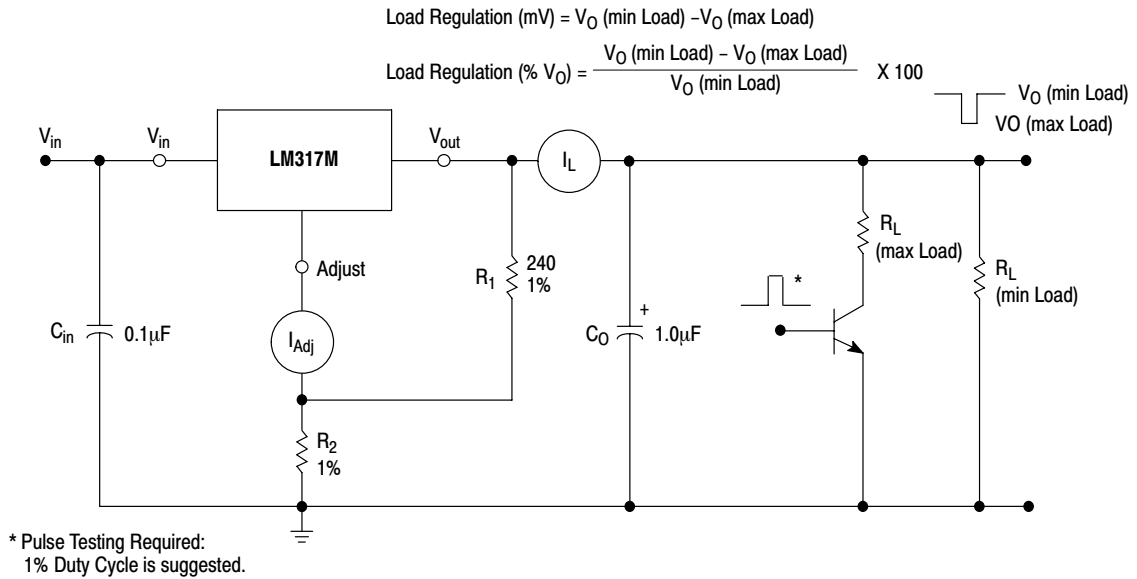 Load Regulation (mV) = VO (min Load) –VO (max Load)
Load Regulation (% VO) = VO (min Load) – VO (max Load)
VO (min Load)
X 100
VO (min Load)
VO (max Load)
Vin
Vin
LM317M
Vout
IL
Adjust
R1
240
1%
RL
(max Load)
RL
(min Load)
*
Cin
0.1μF
IAdj
+
CO
1.0μF
R2
1%
* Pulse Testing Required:
1% Duty Cycle is suggested.